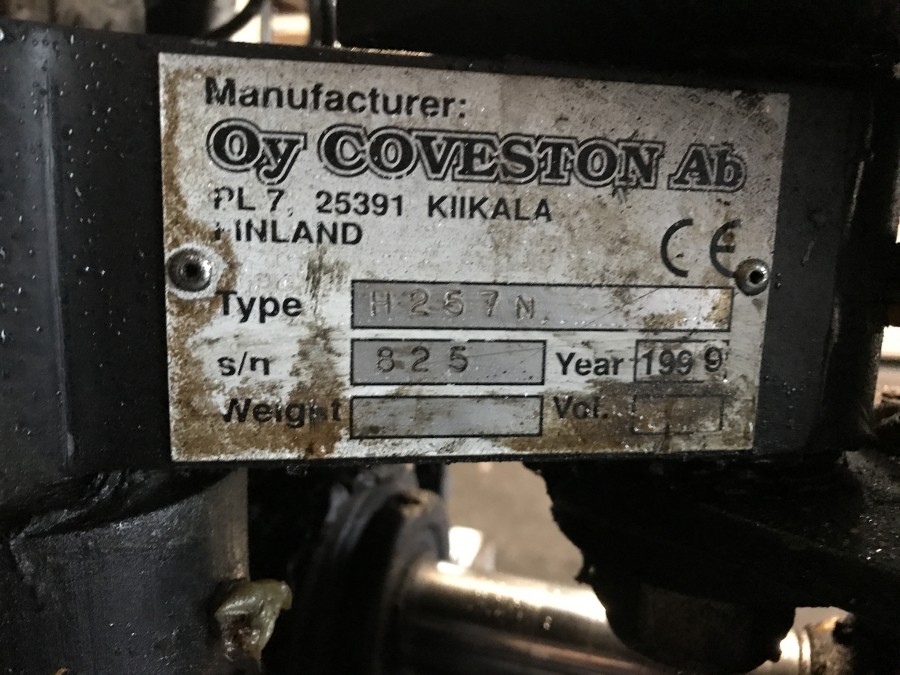 Manufacturer:
Oy COVESTON Ab
PL 7, 25391 KIIKALA
FINLAND
CE
Type H257N
s/n 825 Year 1999
Weight Vol.